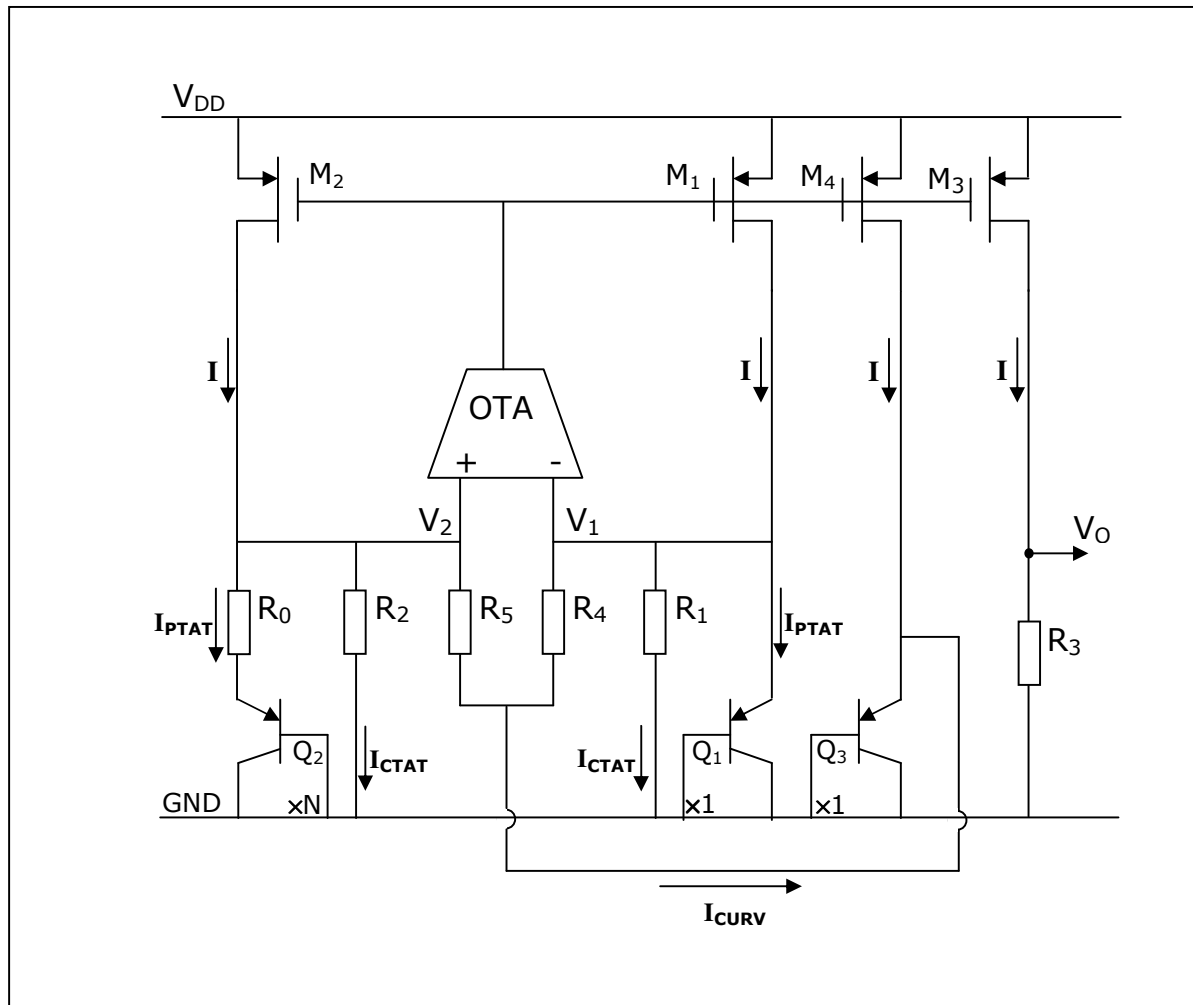 VDD
M2
M1
M4
M3
I
I
I
I
OTA
+ -
V2
V1
VO
IPTAT
R0
R2
R5
R4
R1
IPTAT
R3
Q2
ICTAT
ICTAT
Q1
Q3
GND
×N
×1
×1
ICURV